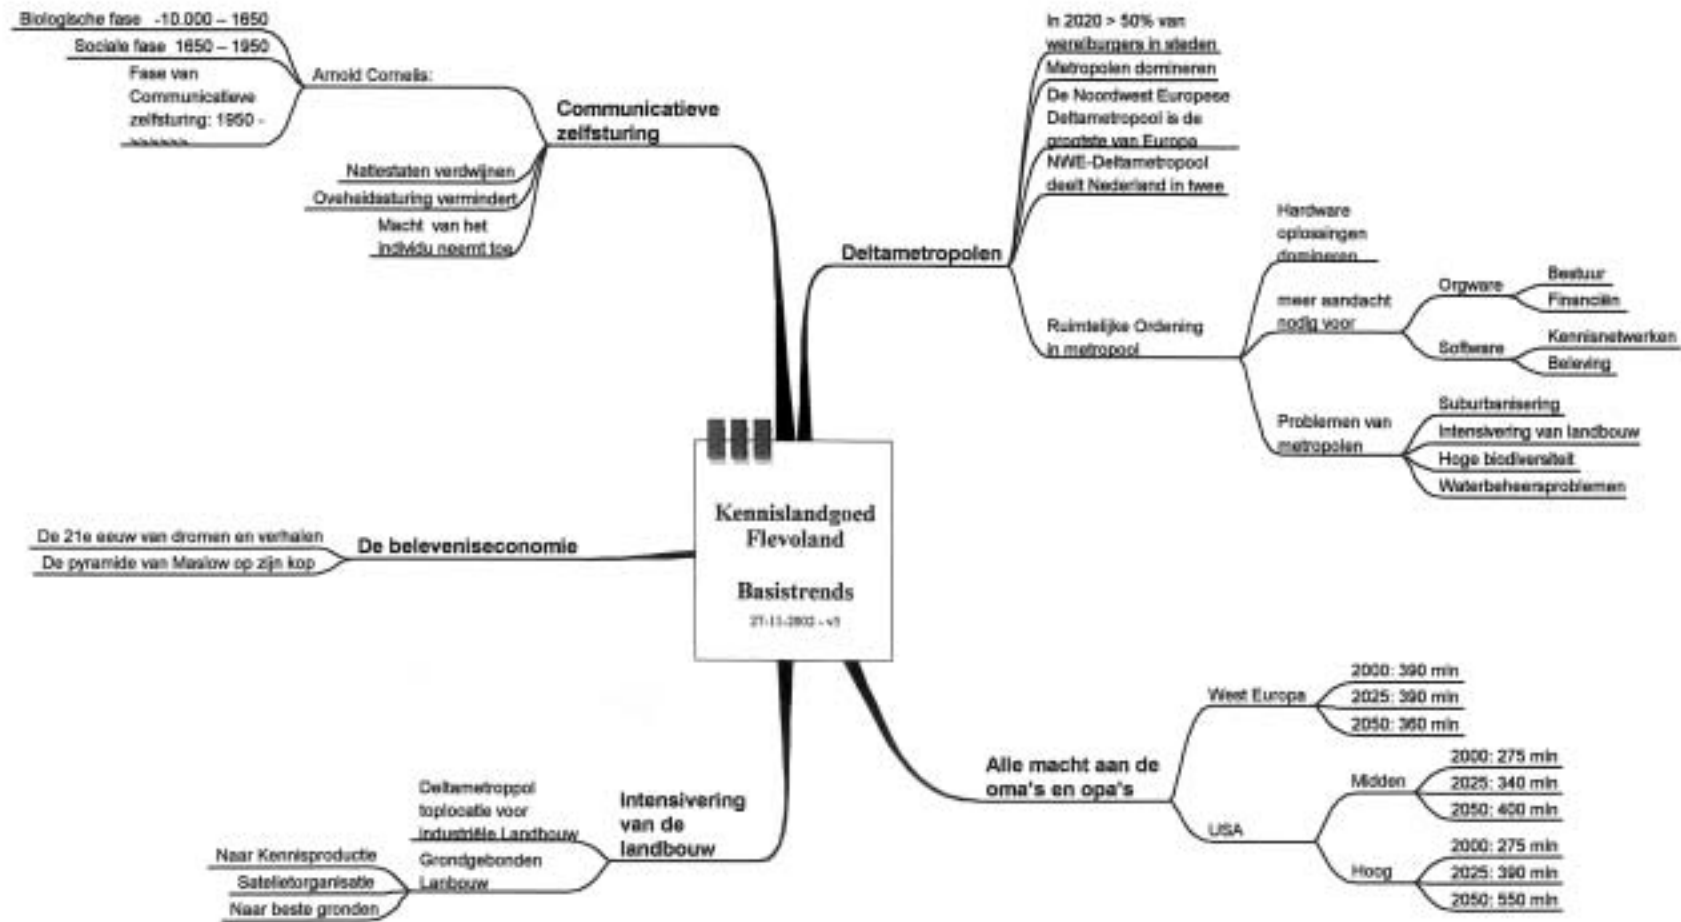 Kennislandgoed
Flevoland
Basistrends
27-11-2002 - v3
Communicatieve
zelfsturing
Arnold Cornelis:
Biologische fase -10.000 – 1650
Sociale fase 1650 – 1950
Fase van
Communicatieve
zelfsturing: 1950 -
>>>>>>
Natiestaten verdwijnen
Oveheidssturing vermindert
Macht van het
individu neemt toe
Deltametropolen
In 2020 > 50% van
werelburgers in steden
Metropolen domineren
De Noordwest Europese
Deltametropool is de
grootste van Europa
NWE-Deltametropool
deelt Nederland in twee
Ruimtelijke Ordening
in metropool
Hardware
oplossingen
domineren
meer aandacht
nodig voor
Orgware
Bestuur
Financiën
Software
Kennisnetwerken
Beleving
Problemen van
metropolen
Suburbanisering
Intensivering van landbouw
Hoge biodiversiteit
Waterbeheersproblemen
De beleveniseconomie
De 21e eeuw van dromen en verhalen
De pyramide van Maslow op zijn kop
Intensivering
van de
landbouw
Deltametroppol
toplocatie voor
industriële Landbouw
Grondgebonden
Lanbouw
Naar Kennisproductie
Satelietorganisatie
Naar beste gronden
Alle macht aan de
oma's en opa's
West Europa
2000: 390 mln
2025: 390 mln
2050: 360 mln
USA
Midden
2000: 275 mln
2025: 340 mln
2050: 400 mln
Hoog
2000: 275 mln
2025: 390 mln
2050: 550 mln